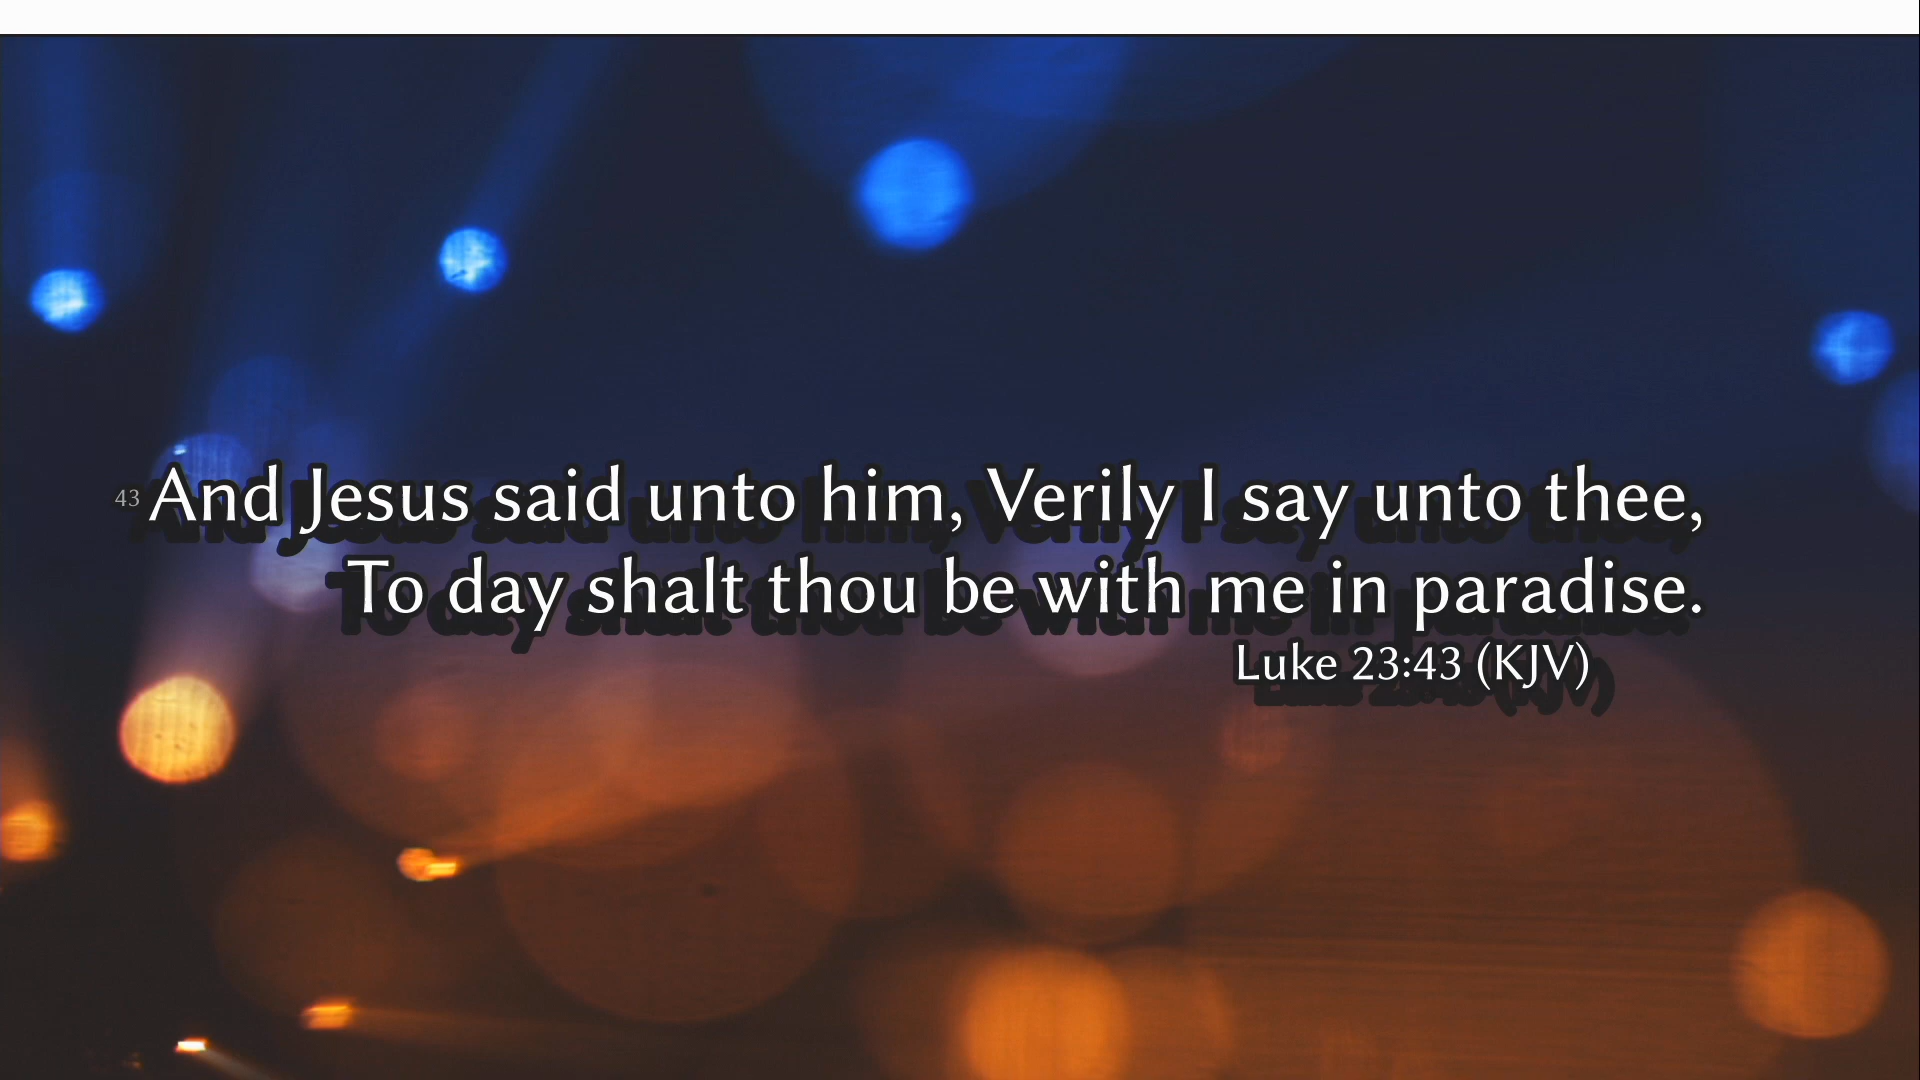 43 And Jesus said unto him, Verily I say unto thee,
To day shalt thou be with me in paradise.
Luke 23:43 (KJV)